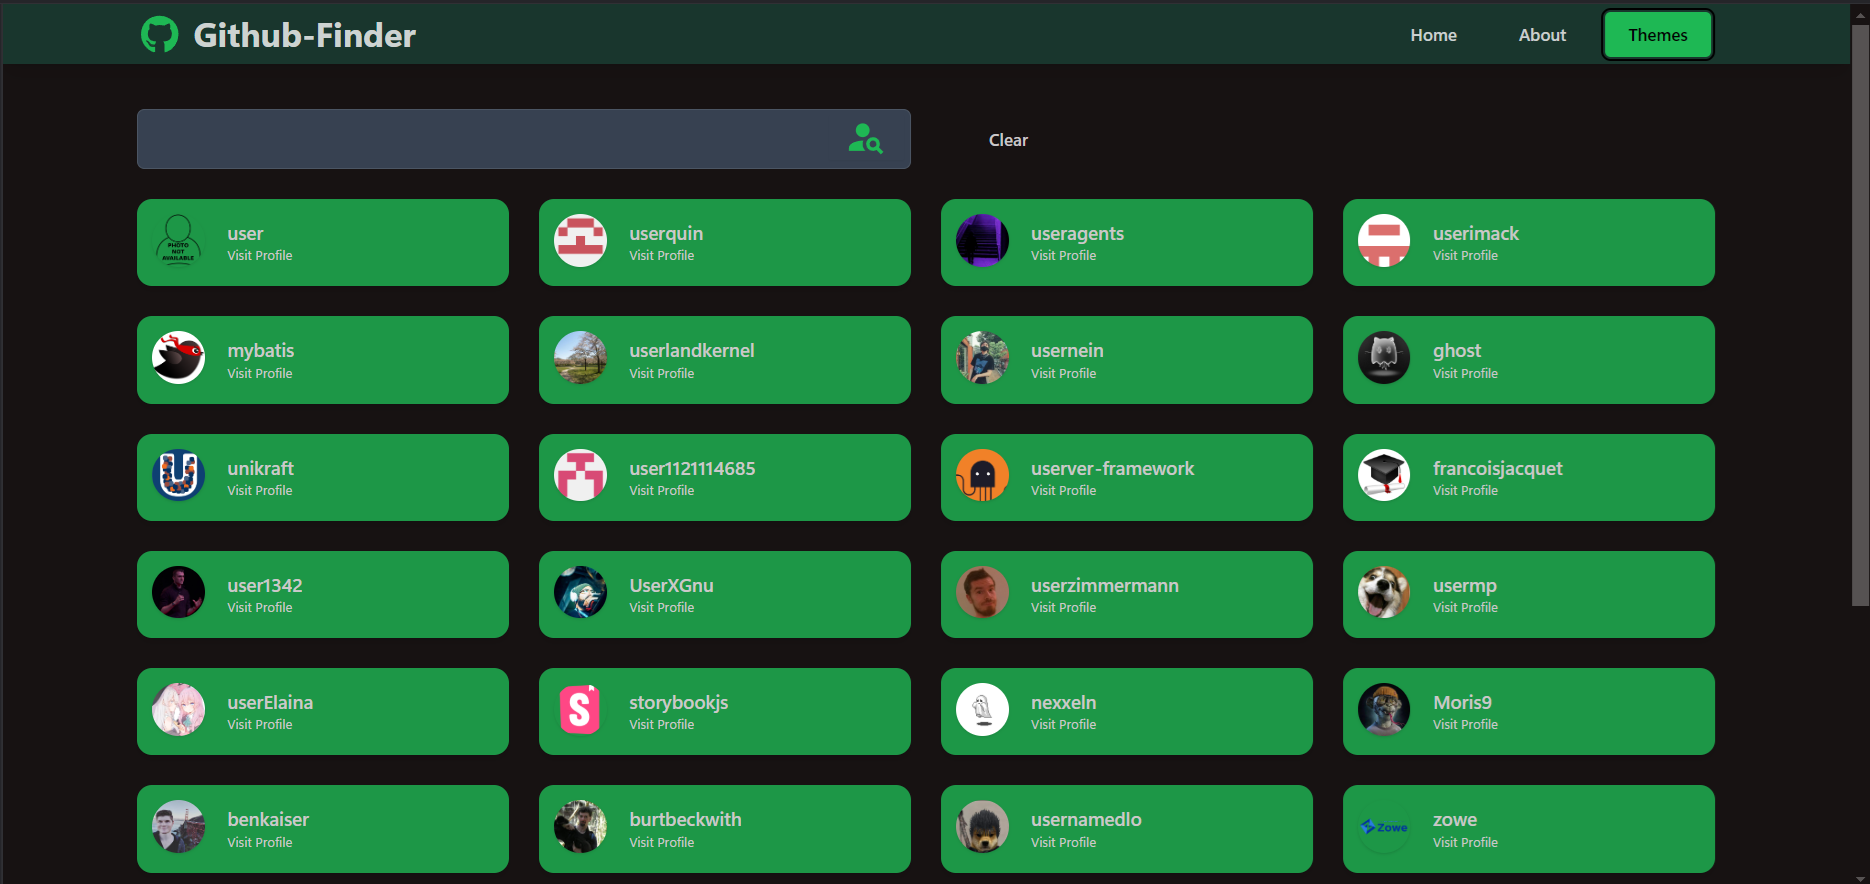 Github-Finder
Home
About
Themes
Clear
PHOTO
NOT
AVAILABLE
user
Visit Profile
userquin
Visit Profile
useragents
Visit Profile
userimack
Visit Profile
mybatis
Visit Profile
userlandkernel
Visit Profile
usernein
Visit Profile
ghost
Visit Profile
unikraft
Visit Profile
user1121114685
Visit Profile
userver-framework
Visit Profile
francoisjacquet
Visit Profile
user1342
Visit Profile
UserXGnu
Visit Profile
userzimmermann
Visit Profile
usermp
Visit Profile
userElaina
Visit Profile
S
storybookjs
Visit Profile
nexxeln
Visit Profile
Moris9
Visit Profile
benkaiser
Visit Profile
burtbeckwith
Visit Profile
usernamedlo
Visit Profile
Zowe
zowe
Visit Profile